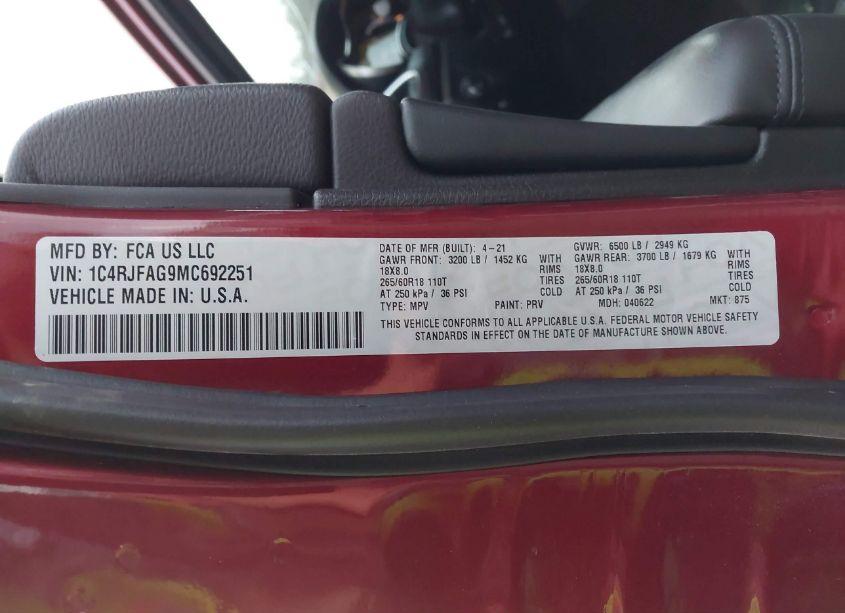 MFD BY: FCA US LLC
VIN: 1C4RJFAG9MC692251
VEHICLE MADE IN: U.S.A.
DATE OF MFR (BUILT): 4-21
GAWR FRONT: 3200 LB / 1452 KG WITH
18X8.0 RIMS
265/60R18 110T TIRES
AT 250 kPa / 36 PSI COLD
TYPE: MPV PAINT: PRV
GVWR: 6500 LB / 2949 KG
GAWR REAR: 3700 LB / 1679 KG WITH
18X8.0 RIMS
265/60R18 110T TIRES
AT 250 kPa / 36 PSI COLD
MDH: 040622 MKT: 875
THIS VEHICLE CONFORMS TO ALL APPLICABLE U.S.A. FEDERAL MOTOR VEHICLE SAFETY
STANDARDS IN EFFECT ON THE DATE OF MANUFACTURE SHOWN ABOVE.